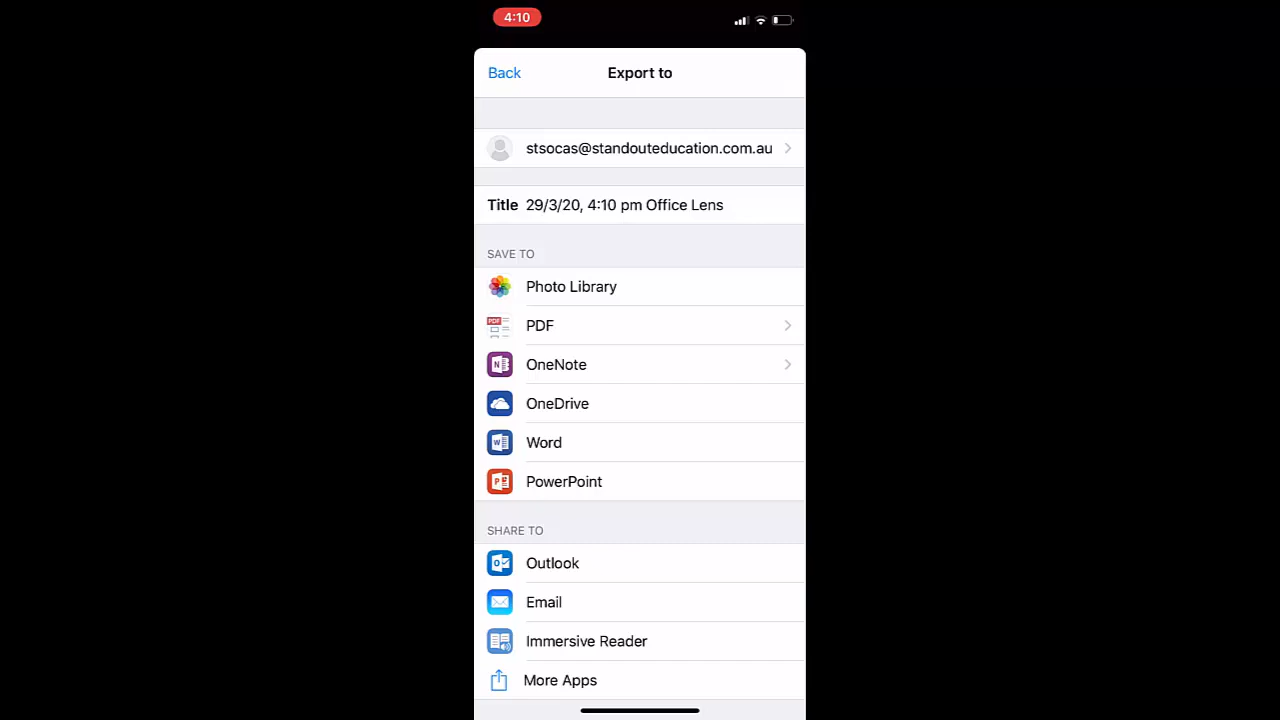 4:10
Back
Export to
stsocas@standouteducation.com.au
Title 29/3/20, 4:10 pm Office Lens
SAVE TO
Photo Library
PDF
PDF
OneNote
N
OneDrive
Word
W
PowerPoint
P
SHARE TO
Outlook
O
Email
Immersive Reader
More Apps